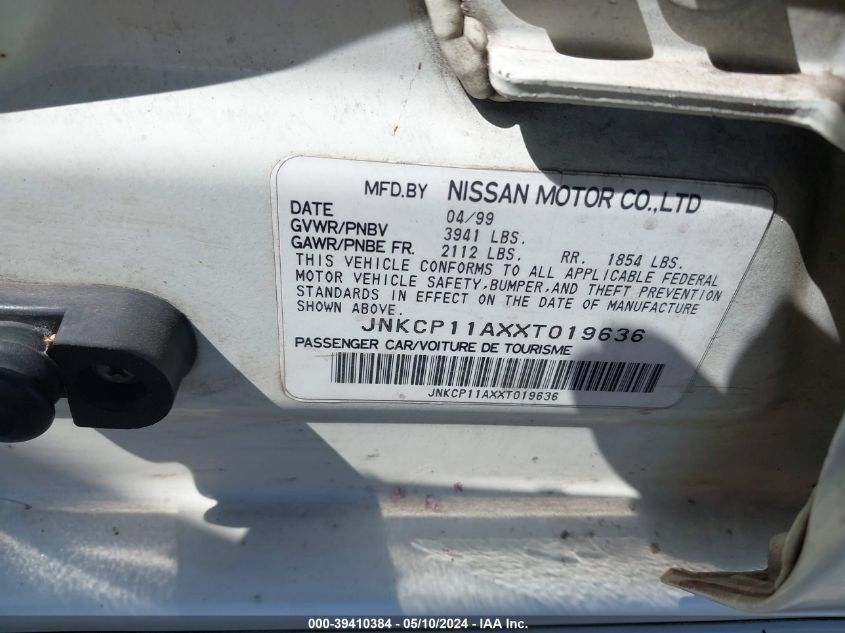 MFD.BY NISSAN MOTOR CO.,LTD
DATE 04/99
GVWR/PNBV 3941 LBS.
GAWR/PNBE FR. 2112 LBS. RR. 1854 LBS.
THIS VEHICLE CONFORMS TO ALL APPLICABLE FEDERAL
MOTOR VEHICLE SAFETY,BUMPER,AND THEFT PREVENTION
STANDARDS IN EFFECT ON THE DATE OF MANUFACTURE
SHOWN ABOVE.
JNKCP11AXXT019636
PASSENGER CAR/VOITURE DE TOURISME
JNKCP11AXXT019636
000-39410384 - 05/10/2024 - IAA Inc.